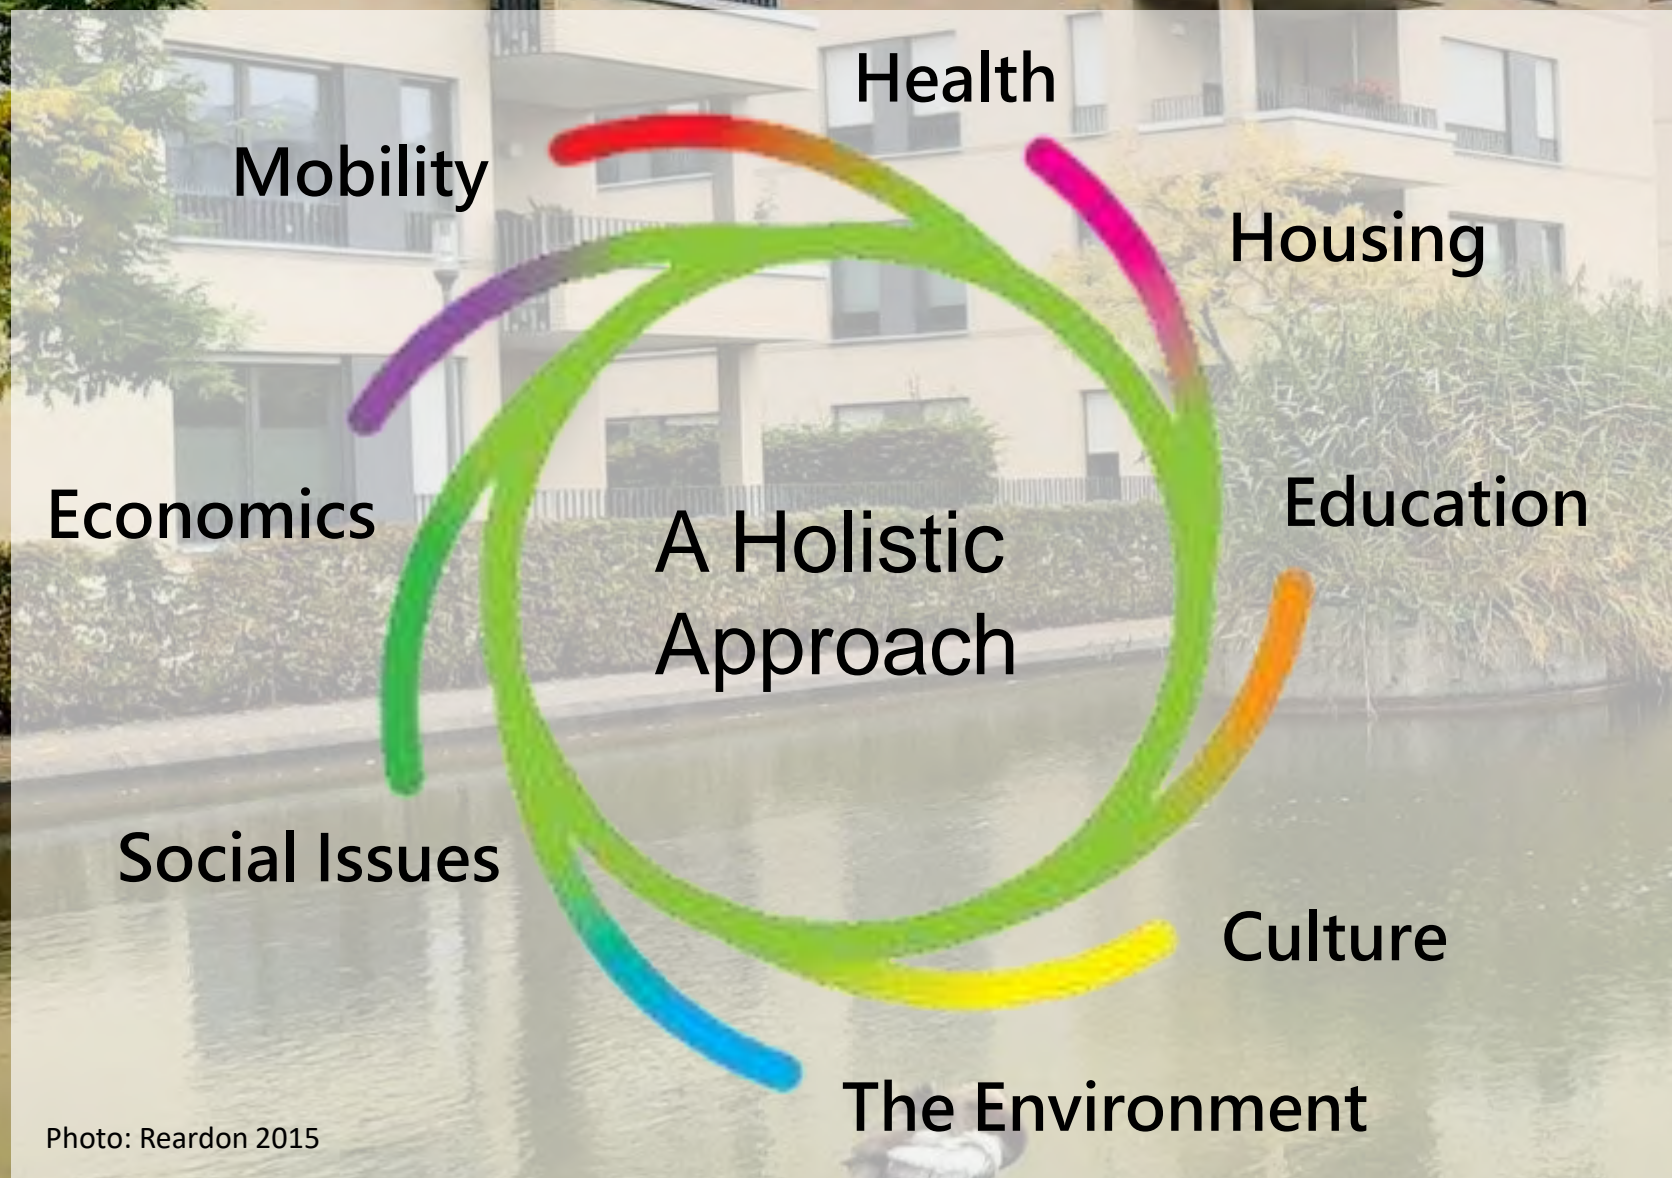 Health
Mobility
Housing
Economics
Education
A Holistic
Approach
Social Issues
Culture
The Environment
Photo: Reardon 2015